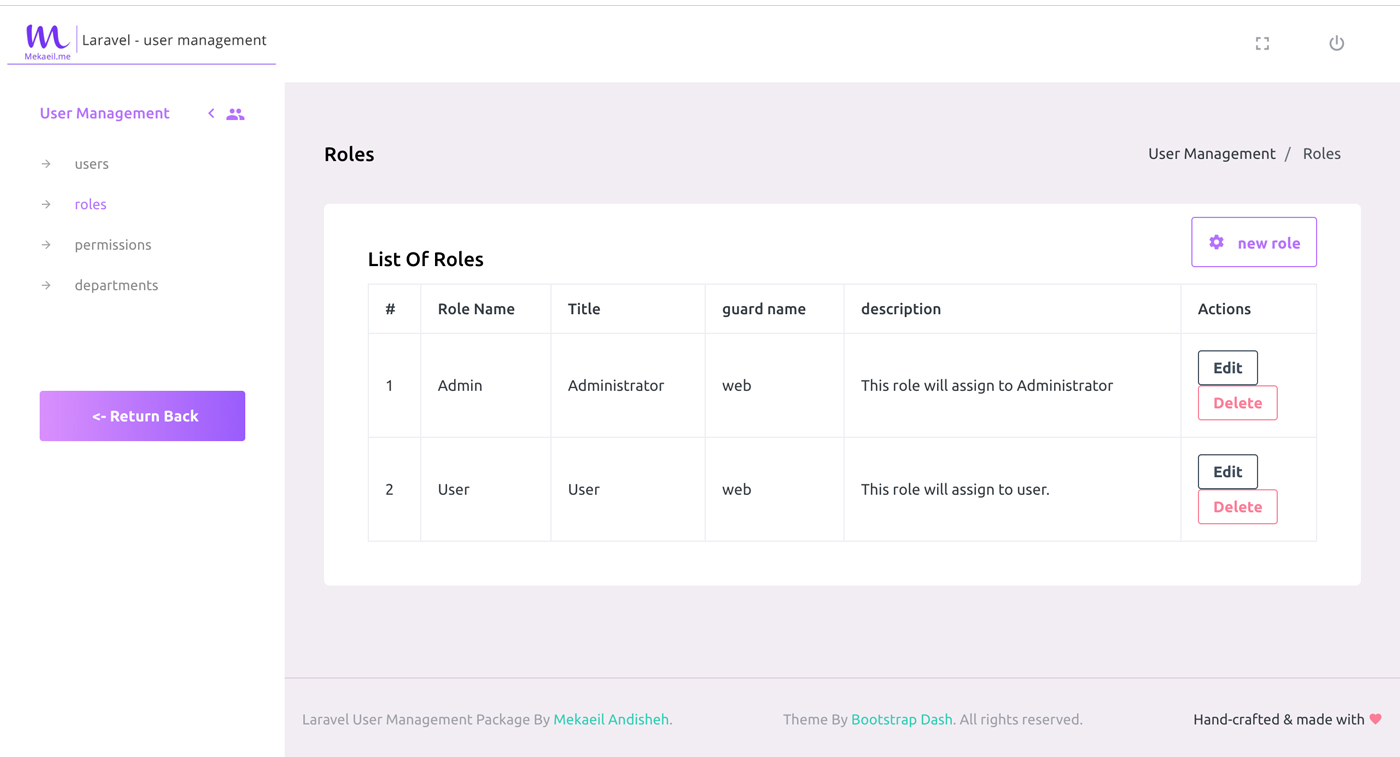 Mekaeil.me
Laravel - user management
User Management
users
roles
permissions
departments
<- Return Back
Roles
User Management / Roles
new role
List Of Roles
# Role Name Title guard name description Actions
1 Admin Administrator web This role will assign to Administrator Edit Delete
2 User User web This role will assign to user. Edit Delete
Laravel User Management Package By Mekaeil Andisheh.
Theme By Bootstrap Dash. All rights reserved.
Hand-crafted & made with